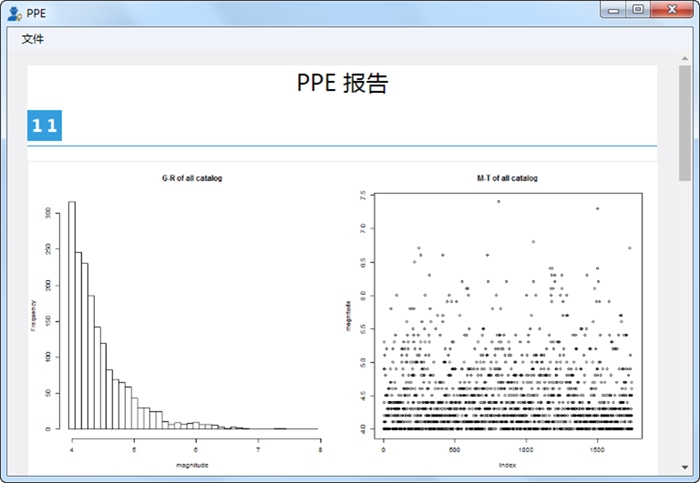 PPE
文件
PPE 报告
11
G-R of all catalog
M-T of all catalog
Frequency
300
250
200
150
100
50
0
4
5
6
7
8
magnitude
magnitude
7.5
7.0
6.5
6.0
5.5
5.0
4.5
4.0
0
500
1000
1500
Index